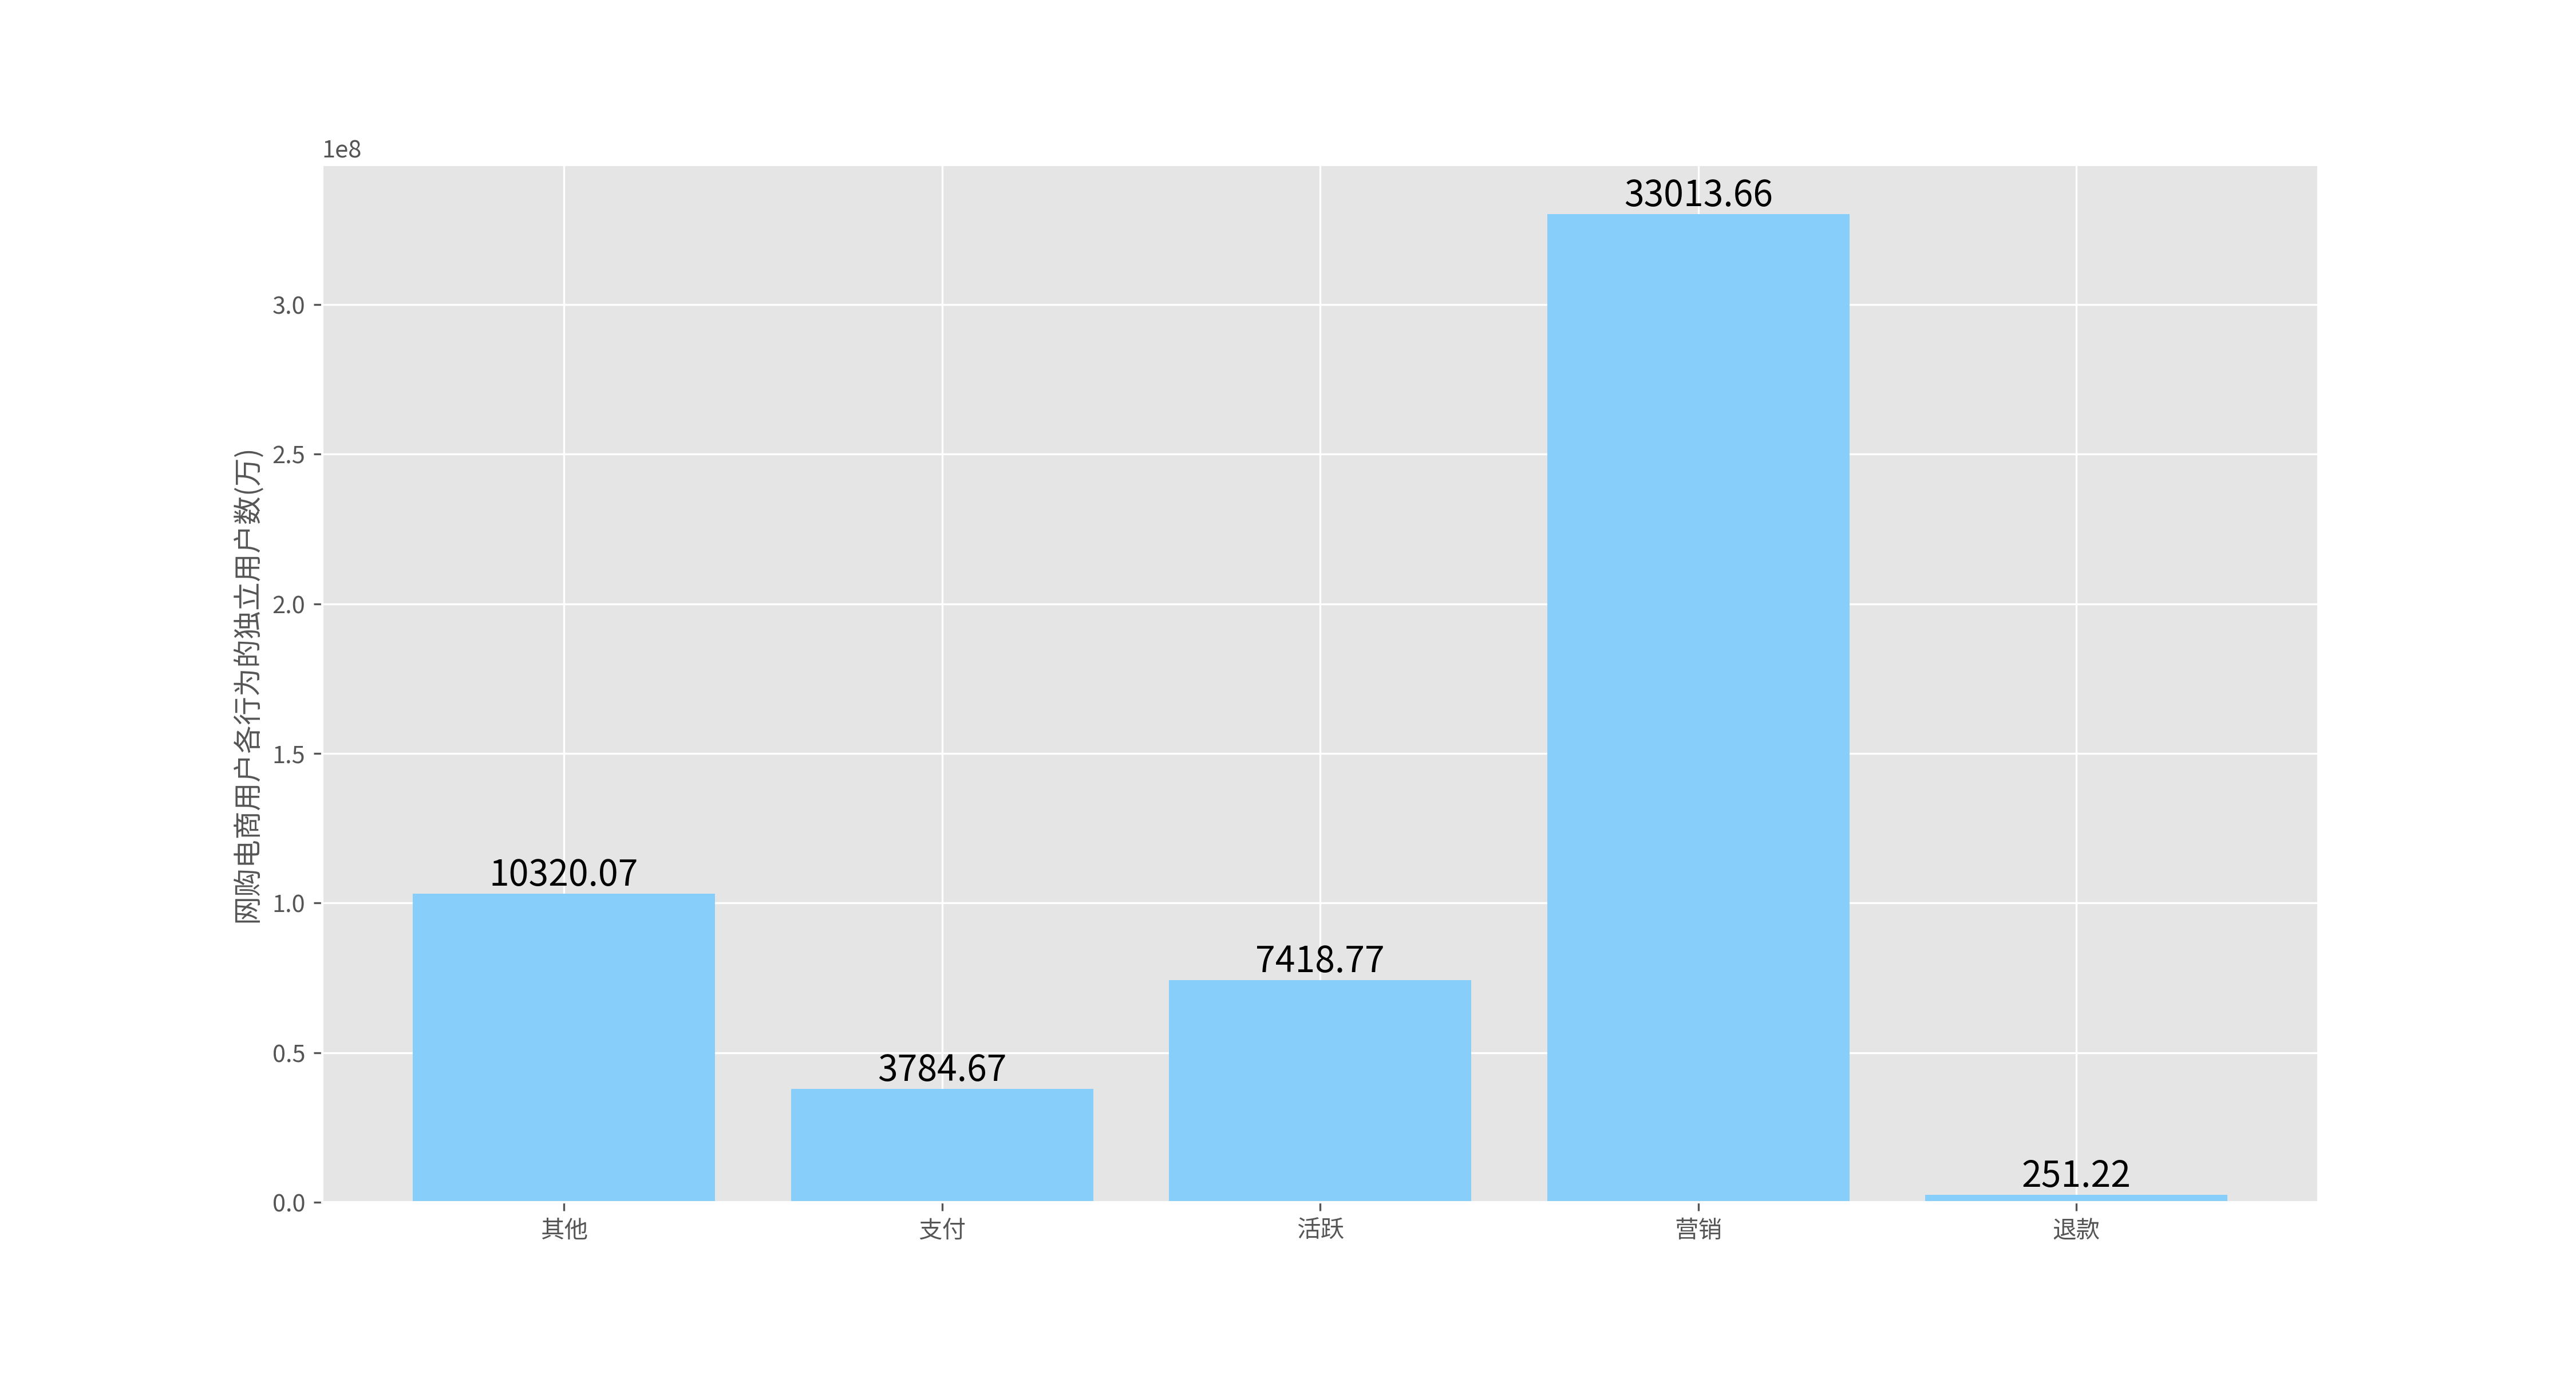 1e8
33013.66
3.0
2.5
2.0
1.5
1.0
0.5
0.0
网购电商用户各行为的独立用户数(万)
10320.07
3784.67
7418.77
251.22
其他
支付
活跃
营销
退款